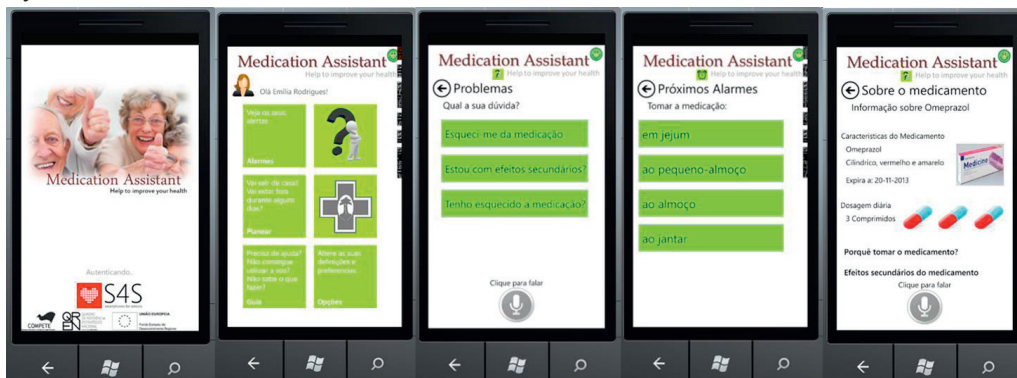 Medication Assistant
Help to improve your health
Autenticando..
S4S
COMPETE
QREN
UNIÃO EUROPEIA
Fundo Europeu de
Desenvolvimento Regional
Medication Assistant
Help to improve your health
Olá Emília Rodrigues!
Veja os seus
alertas
Alarmes
Vai sair de casa?
Vai estar fora
durante alguns
dias?
Planear
Precisa de ajuda?
Não consegue
utilizar a voz?
Não sabe o que
fazer?
Guia
Altere as suas
definições e
preferências
Opções
Medication Assistant
Help to improve your health
Problemas
Qual a sua dúvida?
Esqueci-me da medicação
Estou com efeitos secundários?
Tenho esquecido a medicação?
Clique para falar
Medication Assistant
Help to improve your health
Próximos Alarmes
Tomar a medicação:
em jejum
ao pequeno-almoço
ao almoço
ao jantar
Medication Assistant
Help to improve your health
Sobre o medicamento
Informação sobre Omeprazol
Características do Medicamento
Omeprazol
Cilíndrico, vermelho e amarelo
Expira a: 20-11-2013
Medicine
Dosagem diária
3 Comprimidos
Porquê tomar o medicamento?
Efeitos secundários do medicamento
Clique para falar